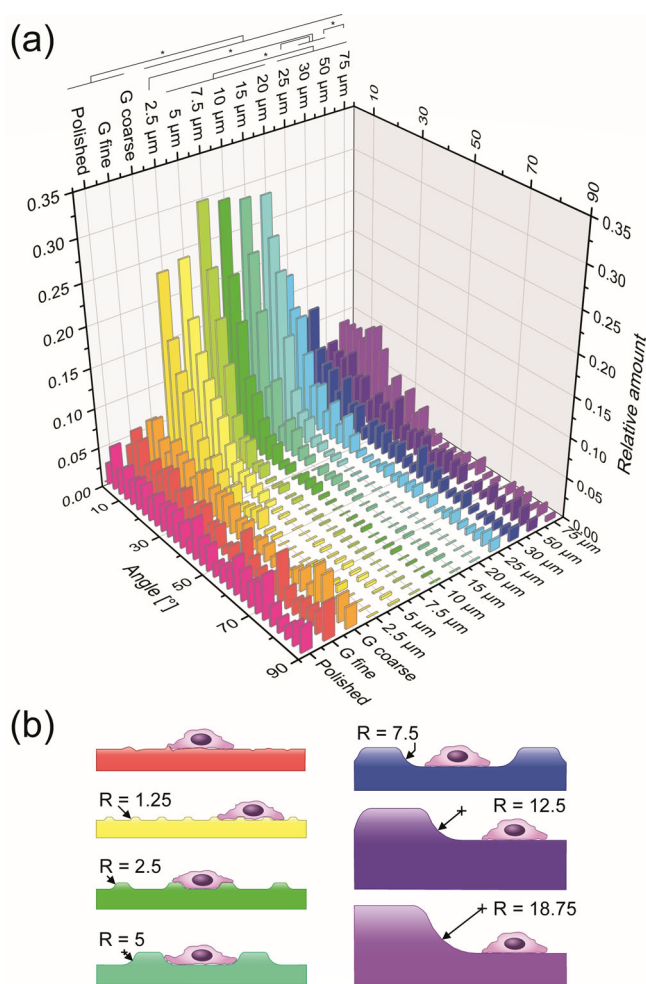 (a)
*
*
*
*
*
Polished
G fine
G coarse
2.5 µm
5 µm
7.5 µm
10 µm
15 µm
20 µm
25 µm
30 µm
50 µm
75 µm
10
30
50
70
90
0.35
0.30
0.25
0.20
0.15
0.10
0.05
0.00
0.35
0.30
0.25
0.20
0.15
0.10
0.05
0.00
Relative amount
10
30
50
70
90
Angle [°]
Polished
G fine
G coarse
2.5 µm
5 µm
7.5 µm
10 µm
15 µm
20 µm
25 µm
30 µm
50 µm
75 µm
(b)
R = 7.5
R = 1.25
R = 12.5
R = 2.5
R = 5
R = 18.75